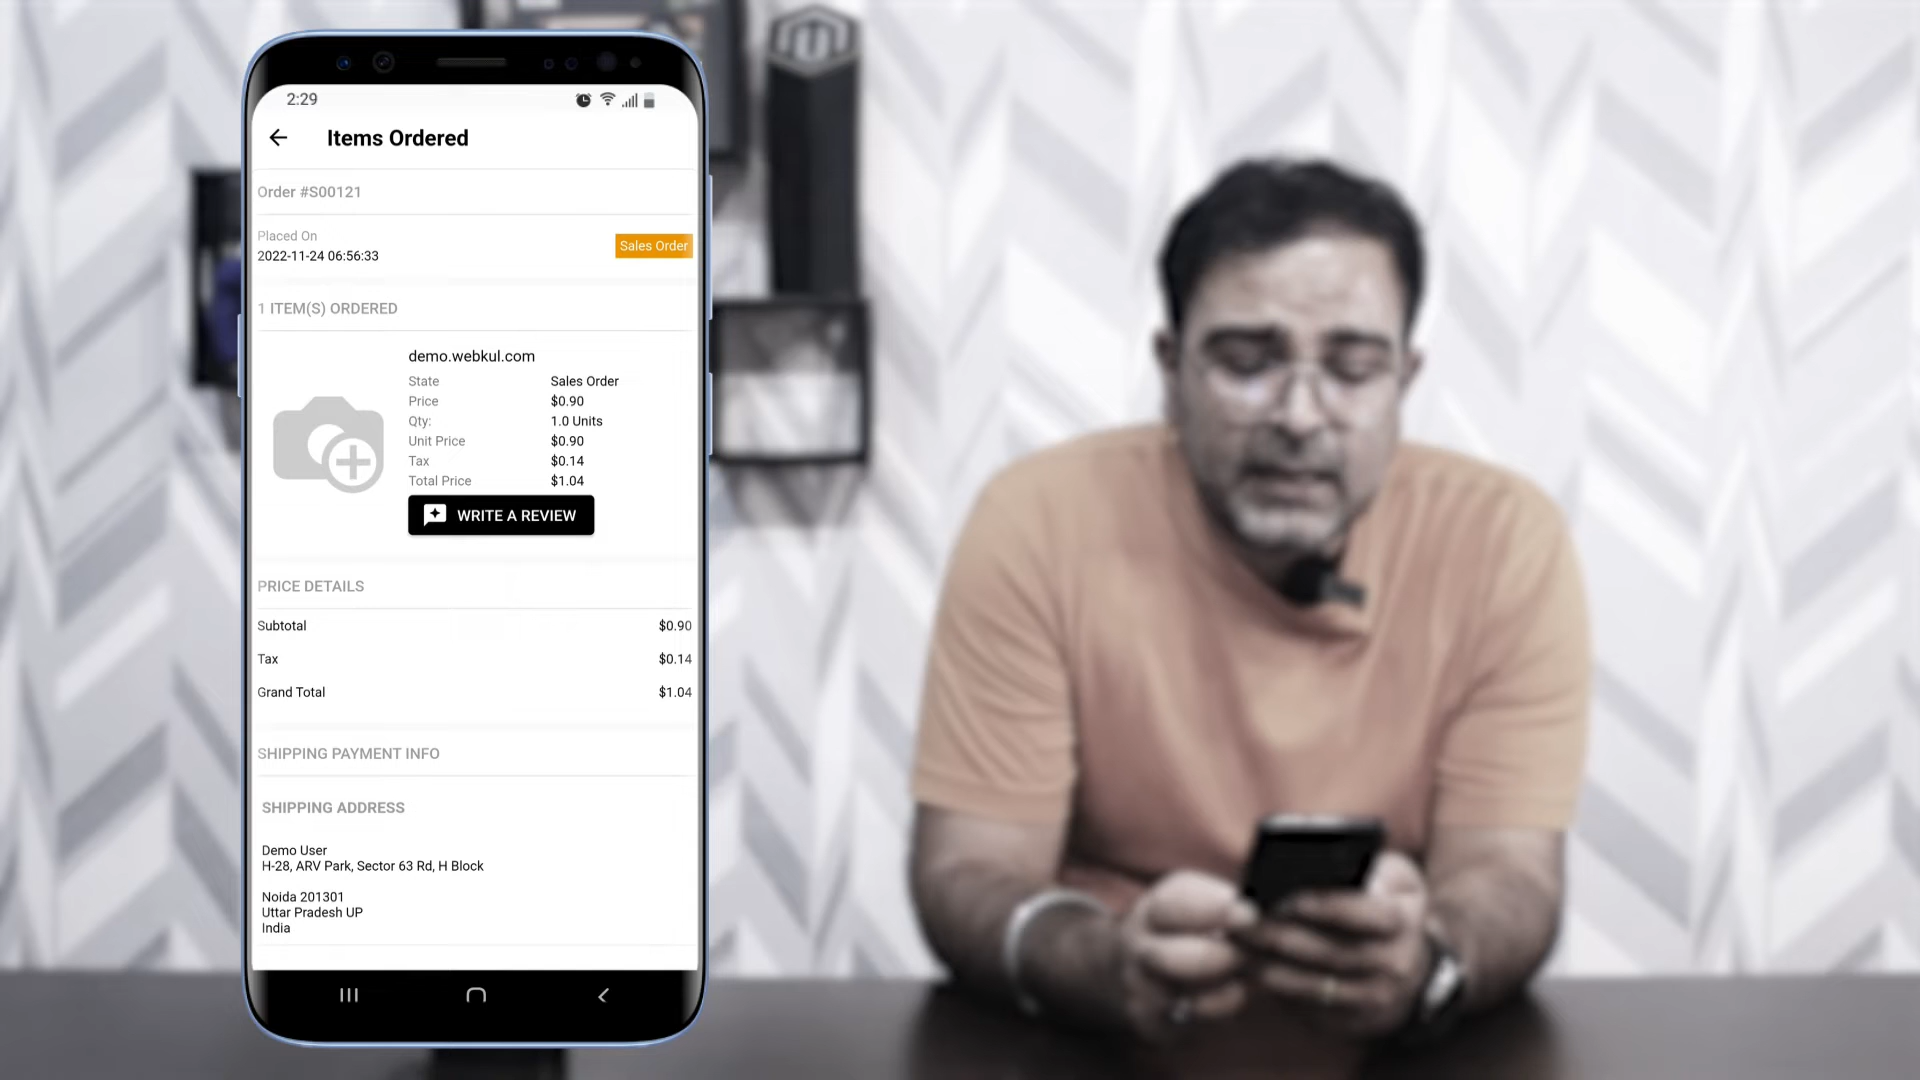 2:29
Items Ordered
Order #S00121
Placed On
2022-11-24 06:56:33
Sales Order
1 ITEM(S) ORDERED
demo.webkul.com
State Sales Order
Price $0.90
Qty: 1.0 Units
Unit Price $0.90
Tax $0.14
Total Price $1.04
WRITE A REVIEW
PRICE DETAILS
Subtotal $0.90
Tax $0.14
Grand Total $1.04
SHIPPING PAYMENT INFO
SHIPPING ADDRESS
Demo User
H-28, ARV Park, Sector 63 Rd, H Block
Noida 201301
Uttar Pradesh UP
India